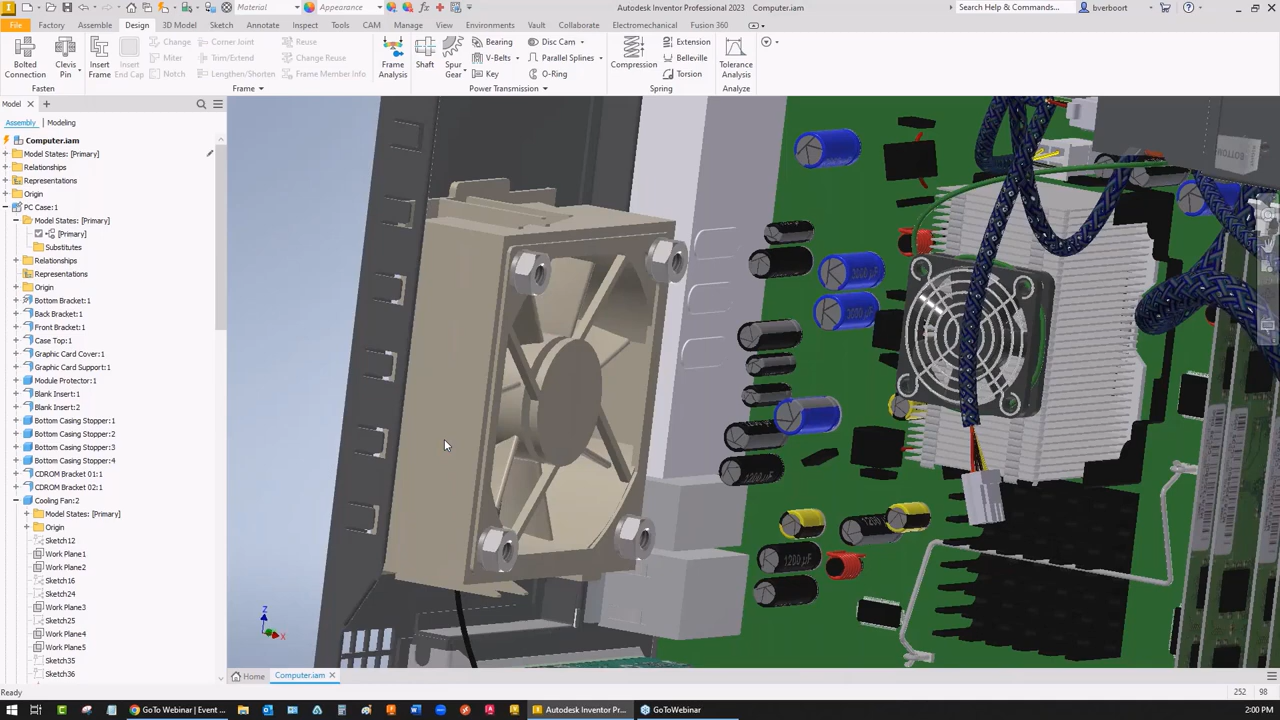 Material
Appearance
Autodesk Inventor Professional 2023 Computer.iam
Search Help & Commands...
bverboort
File Factory Assemble Design 3D Model Sketch Annotate Inspect Tools CAM Manage View Environments Vault Collaborate Electromechanical Fusion 360
Bolted Connection
Clevis Pin
Insert Frame
Insert End Cap
Change
Miter
Notch
Corner Joint
Trim/Extend
Lengthen/Shorten
Reuse
Change Reuse
Frame Member Info
Frame Analysis
Shaft
Spur Gear
Bearing
V-Belts
Key
Disc Cam
Parallel Splines
O-Ring
Compression
Extension
Belleville
Torsion
Tolerance Analysis
Fasten
Frame
Power Transmission
Spring
Analyze
Model
Assembly Modeling
Computer.iam
Model States: [Primary]
Relationships
Representations
Origin
PC Case:1
Model States: [Primary]
[Primary]
Substitutes
Relationships
Representations
Origin
Bottom Bracket:1
Back Bracket:1
Front Bracket:1
Case Top:1
Graphic Card Cover:1
Graphic Card Support:1
Module Protector:1
Blank Insert:1
Blank Insert:2
Bottom Casing Stopper:1
Bottom Casing Stopper:2
Bottom Casing Stopper:3
Bottom Casing Stopper:4
CDROM Bracket 01:1
CDROM Bracket 02:1
Cooling Fan:2
Model States: [Primary]
Origin
Sketch12
Work Plane1
Work Plane2
Sketch16
Sketch24
Work Plane3
Sketch25
Work Plane4
Work Plane5
Sketch35
Sketch36
BOTTOM
1200 µF
Z
X
Home
Computer.iam
Ready
252 98
GoTo Webinar | Event ...
Autodesk Inventor Pr...
GoToWebinar
2:00 PM